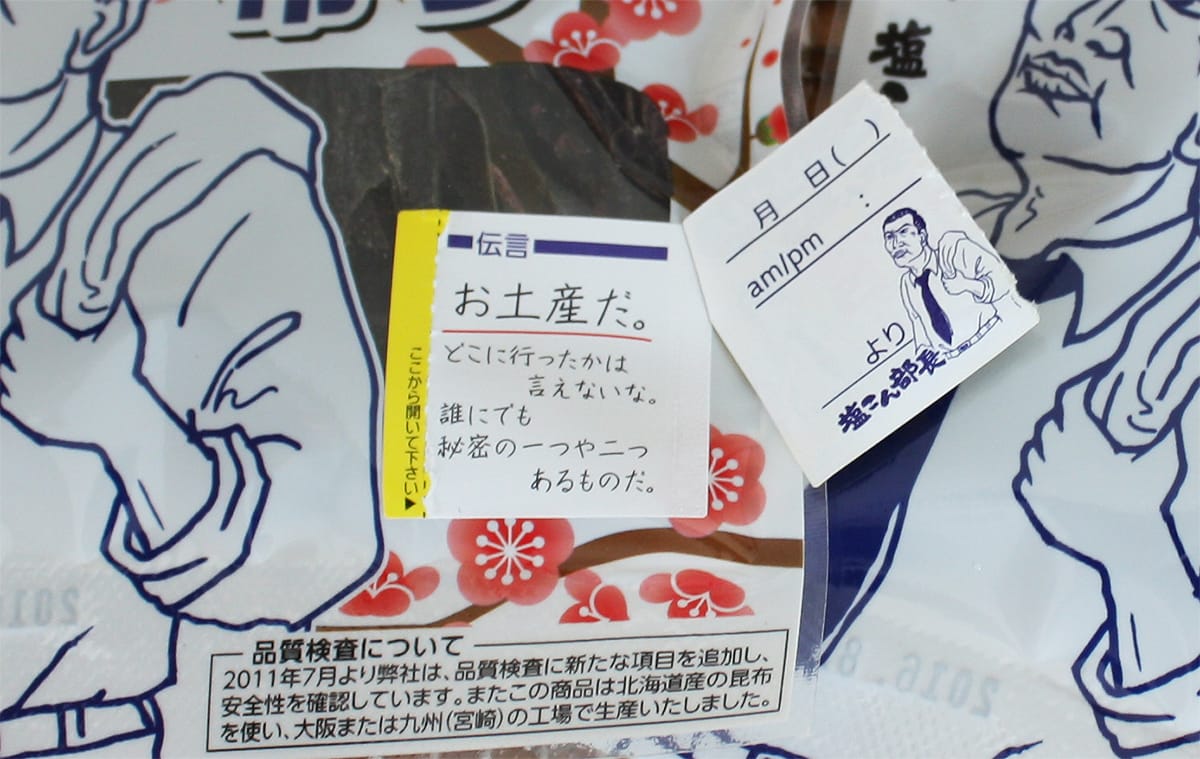 塩
月 日( )
am/pm :
より
塩こん部長
伝言
お土産だ。
どこに行ったかは
言えないな。
誰にでも
秘密の一つや二つ
あるものだ。
ここから開いて下さい▶
品質検査について
2011年7月より弊社は、品質検査に新たな項目を追加し、
安全性を確認しています。またこの商品は北海道産の昆布
を使い、大阪または九州(宮崎)の工場で生産いたしました。
2016
2016. 8